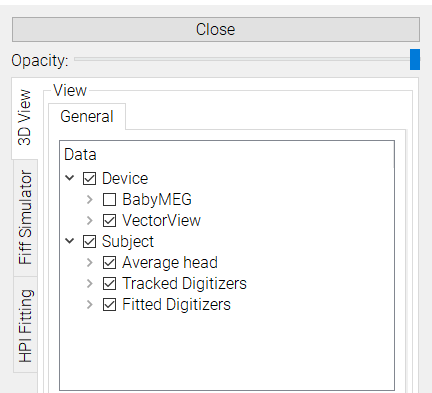 Close
Opacity:
3D View
Fiff Simulator
HPI Fitting
View
General
Data
Device
BabyMEG
VectorView
Subject
Average head
Tracked Digitizers
Fitted Digitizers